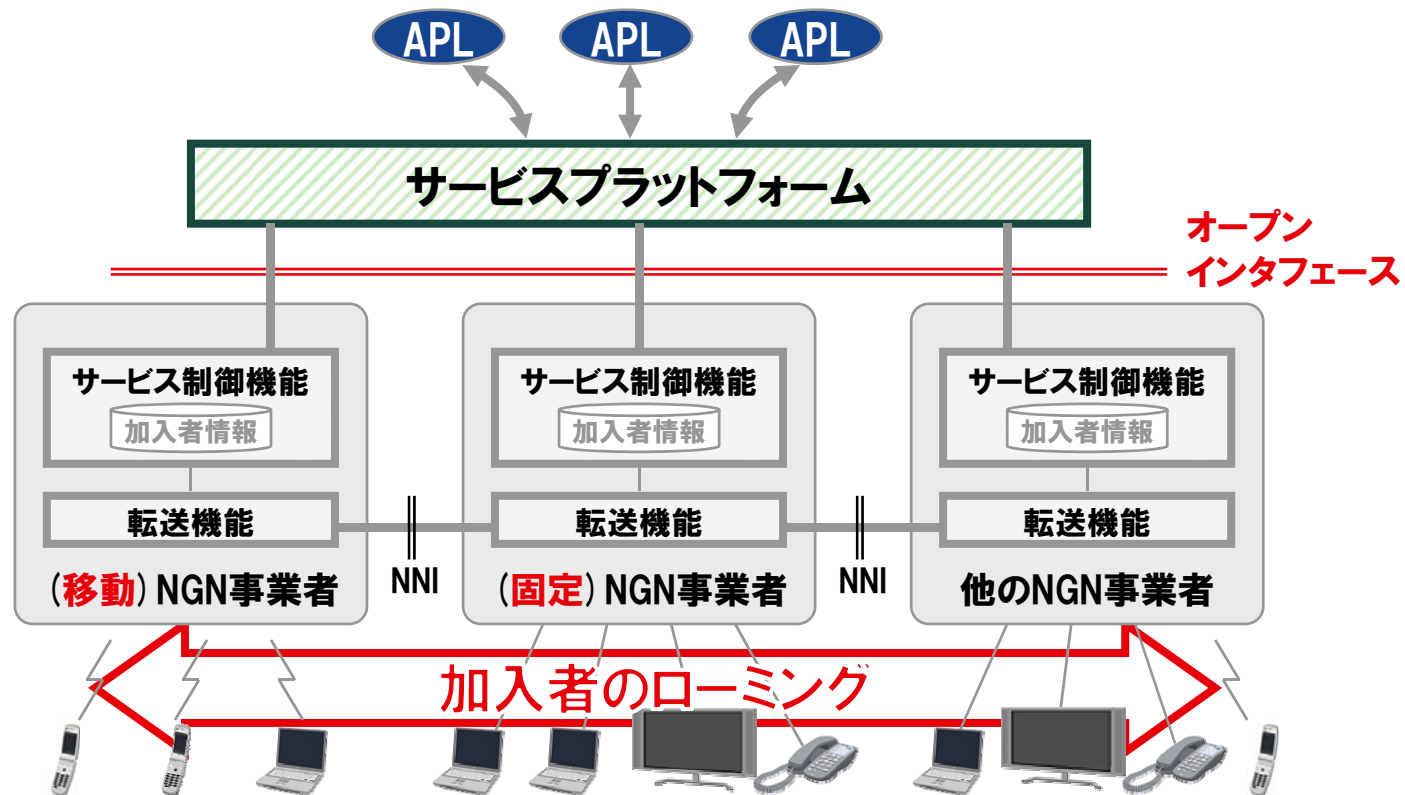 APL
APL
APL
サービスプラットフォーム
オープン
インタフェース
サービス制御機能
加入者情報
転送機能
(移動)NGN事業者
NNI
サービス制御機能
加入者情報
転送機能
(固定)NGN事業者
NNI
サービス制御機能
加入者情報
転送機能
他のNGN事業者
加入者のローミング